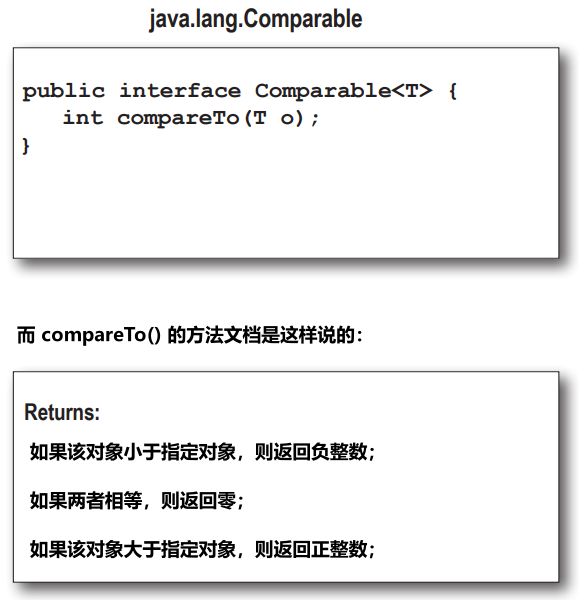 java.lang.Comparable
public interface Comparable<T> {
int compareTo(T o);
}
而 compareTo() 的方法文档是这样说的：
Returns:
如果该对象小于指定对象，则返回负整数；
如果两者相等，则返回零；
如果该对象大于指定对象，则返回正整数；